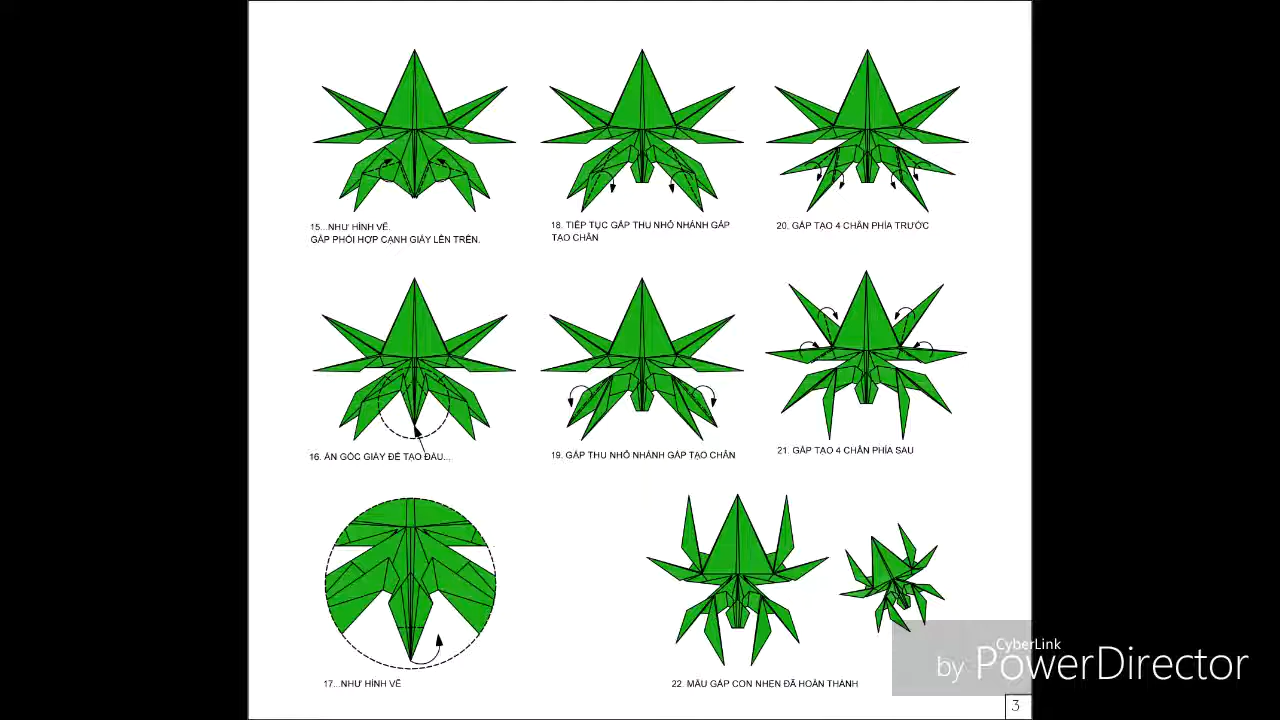 15...NHƯ HÌNH VẼ.
GẤP PHỐI HỢP CẠNH GIẤY LÊN TRÊN.
16. ẤN GÓC GIẤY ĐỂ TẠO ĐẦU...
17...NHƯ HÌNH VẼ
18. TIẾP TỤC GẤP THU NHỎ NHÁNH GẤP
TẠO CHÂN
19. GẤP THU NHỎ NHÁNH GẤP TẠO CHÂN
20. GẤP TẠO 4 CHÂN PHÍA TRƯỚC
21. GẤP TẠO 4 CHÂN PHÍA SAU
22. MẪU GẤP CON NHỆN ĐÃ HOÀN THÀNH
CyberLink
by PowerDirector
3